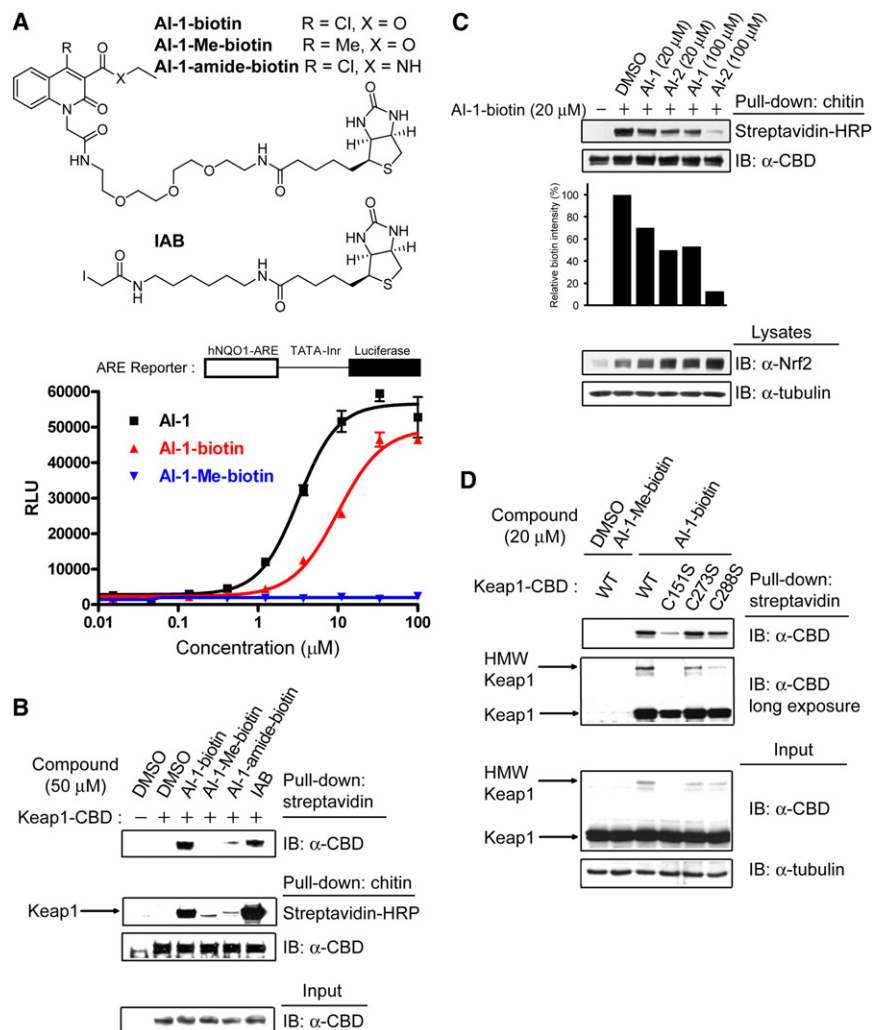 A
AI-1-biotin R = Cl, X = O
AI-1-Me-biotin R = Me, X = O
AI-1-amide-biotin R = Cl, X = NH
R
O
X
N
O
O
HN
O
O
O
H
N
O
O
HN
NH
H
H
S
IAB
I
O
N
H
H
N
O
O
HN
NH
H
H
S
ARE Reporter :
hNQO1-ARE
TATA-Inr
Luciferase
60000
50000
40000
30000
20000
10000
0
RLU
AI-1
AI-1-biotin
AI-1-Me-biotin
0.01
0.1
1
10
100
Concentration (μM)
B
Compound
(50 μM)
DMSO
DMSO
AI-1-biotin
AI-1-Me-biotin
AI-1-amide-biotin
IAB
Pull-down:
streptavidin
Keap1-CBD : − + + + + +
IB: α-CBD
Pull-down: chitin
Keap1
Streptavidin-HRP
IB: α-CBD
Input
IB: α-CBD
C
DMSO
AI-1 (20 μM)
AI-2 (20 μM)
AI-1 (100 μM)
AI-2 (100 μM)
AI-1-biotin (20 μM) − + + + + +
Pull-down: chitin
Streptavidin-HRP
IB: α-CBD
Relative biotin intensity (%)
100
80
60
40
20
0
Lysates
IB: α-Nrf2
IB: α-tubulin
D
Compound
(20 μM)
DMSO
AI-1-Me-biotin
AI-1-biotin
Keap1-CBD :
WT
WT
C151S
C273S
C288S
Pull-down:
streptavidin
IB: α-CBD
HMW
Keap1
Keap1
IB: α-CBD
long exposure
Input
HMW
Keap1
Keap1
IB: α-CBD
IB: α-tubulin